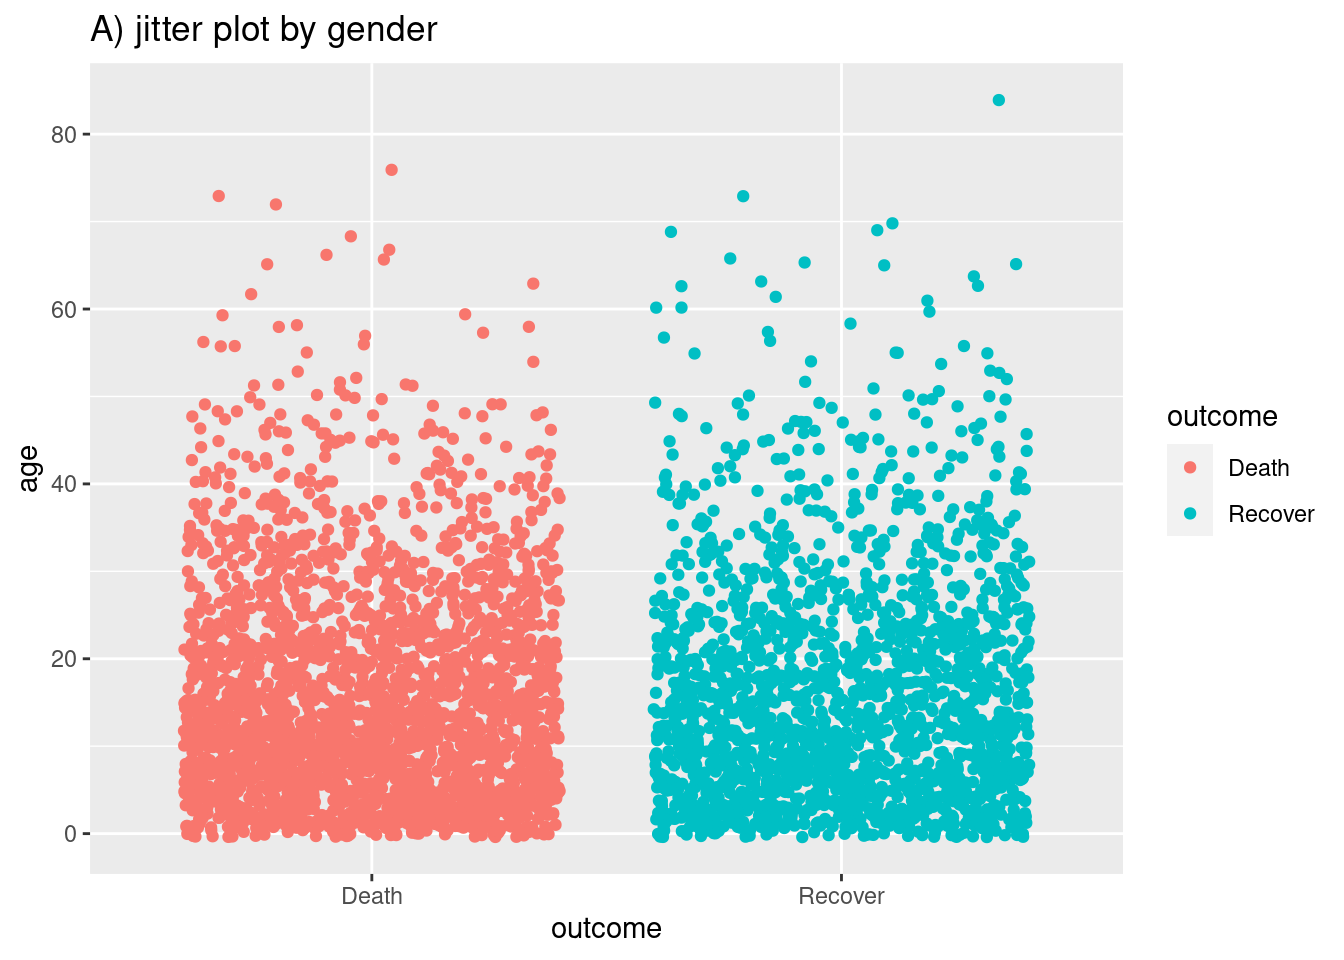 A) jitter plot by gender
80
60
40
20
0
age
Death
Recover
outcome
outcome
Death
Recover